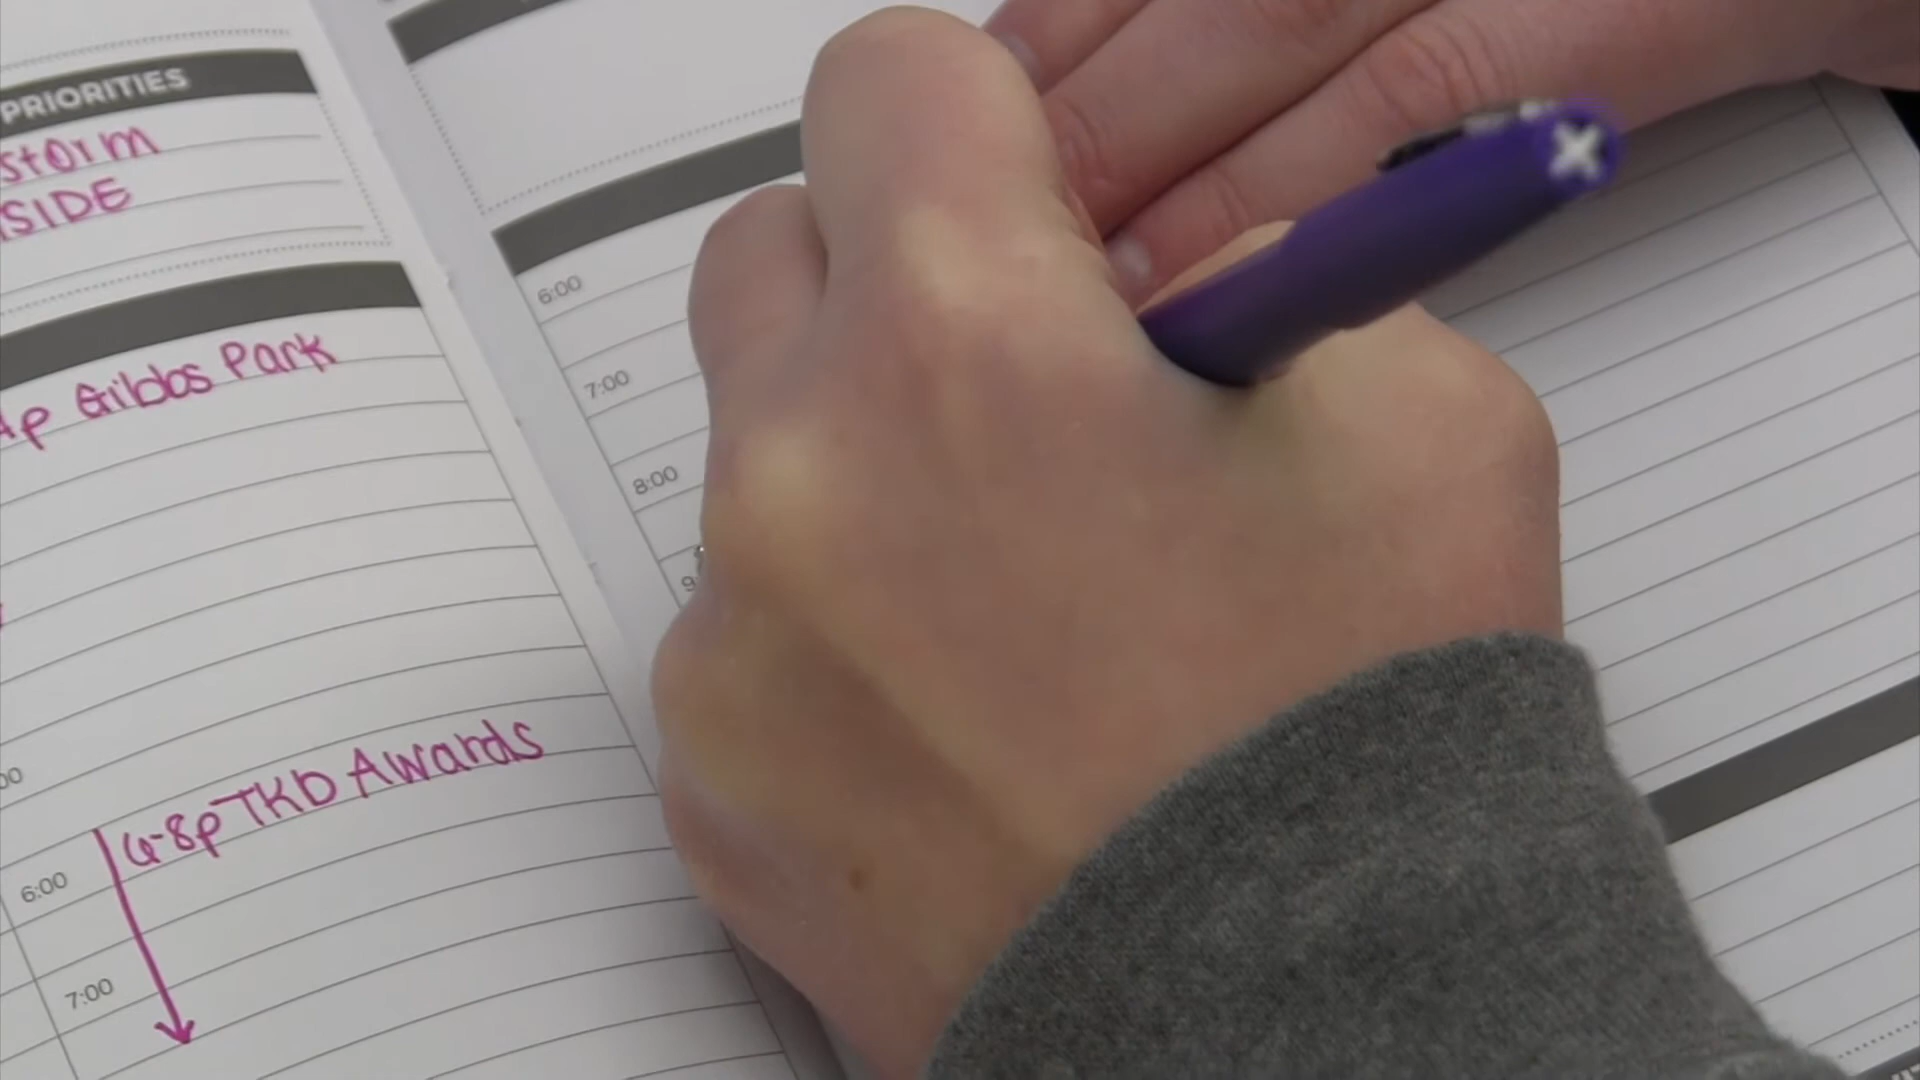 PRIORITIES
storm
SIDE
4p Gibbs Park
6-8p TKD Awards
6:00
7:00
6:00
7:00
8:00